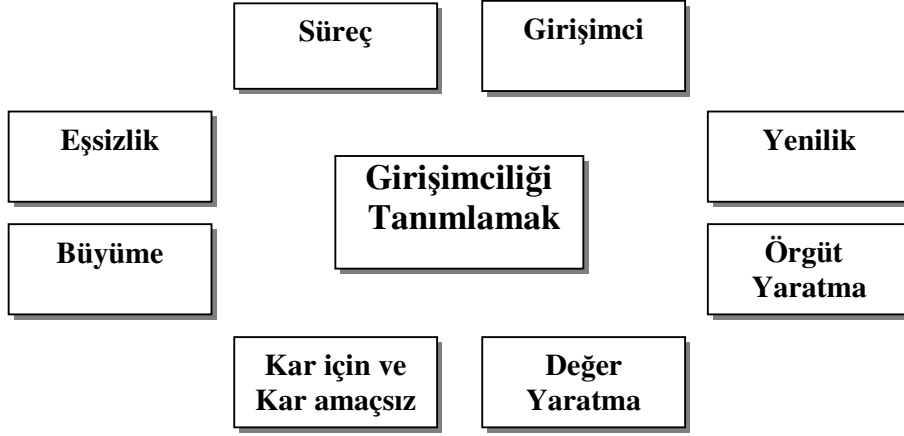 Süreç
Girişimci
Eşsizlik
Yenilik
Girişimciliği
Tanımlamak
Büyüme
Örgüt
Yaratma
Kar için ve
Kar amaçsız
Değer
Yaratma